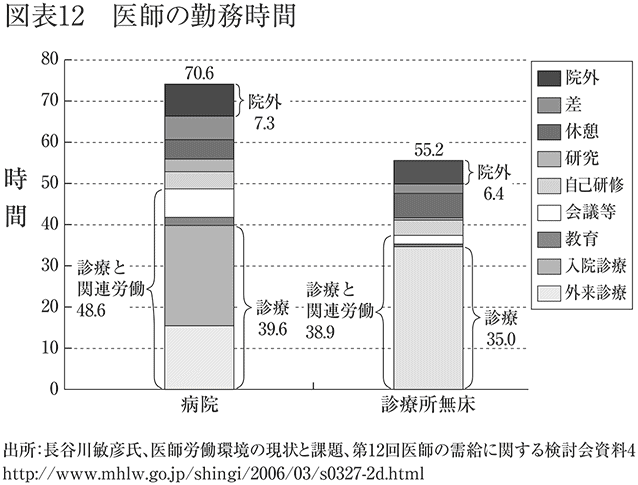 図表12 医師の勤務時間
80
70
60
50
40
30
20
10
0
時間
70.6
院外
7.3
診療と
関連労働
48.6
診療
39.6
病院
55.2
院外
6.4
診療と
関連労働
38.9
診療
35.0
診療所無床
院外
差
休憩
研究
自己研修
会議等
教育
入院診療
外来診療
出所:長谷川敏彦氏、医師労働環境の現状と課題、第12回医師の需給に関する検討会資料4
http://www.mhlw.go.jp/shingi/2006/03/s0327-2d.html